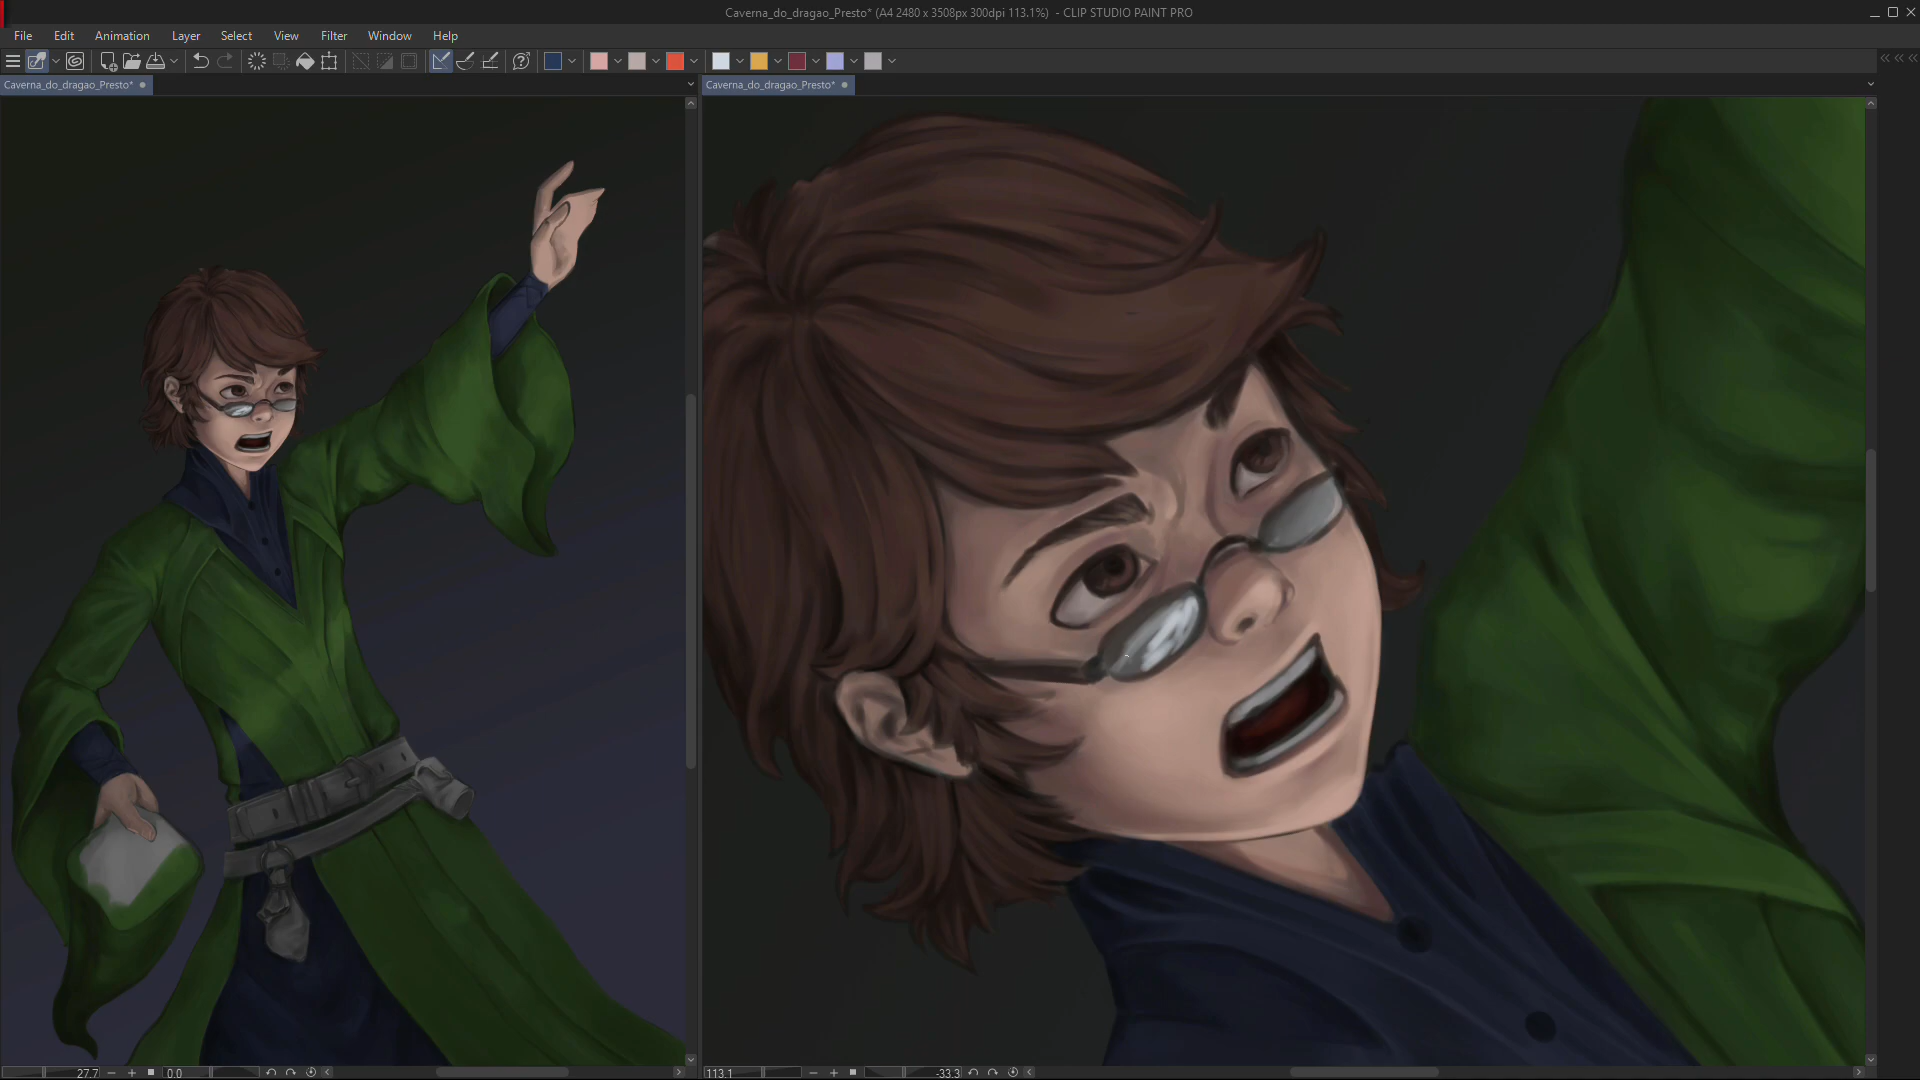 Caverna_do_dragao_Presto* (A4 2480 x 3508px 300dpi 113.1%) - CLIP STUDIO PAINT PRO
File Edit Animation Layer Select View Filter Window Help
Caverna_do_dragao_Presto*
Caverna_do_dragao_Presto*
27.7
0.0
113.1
-33.3